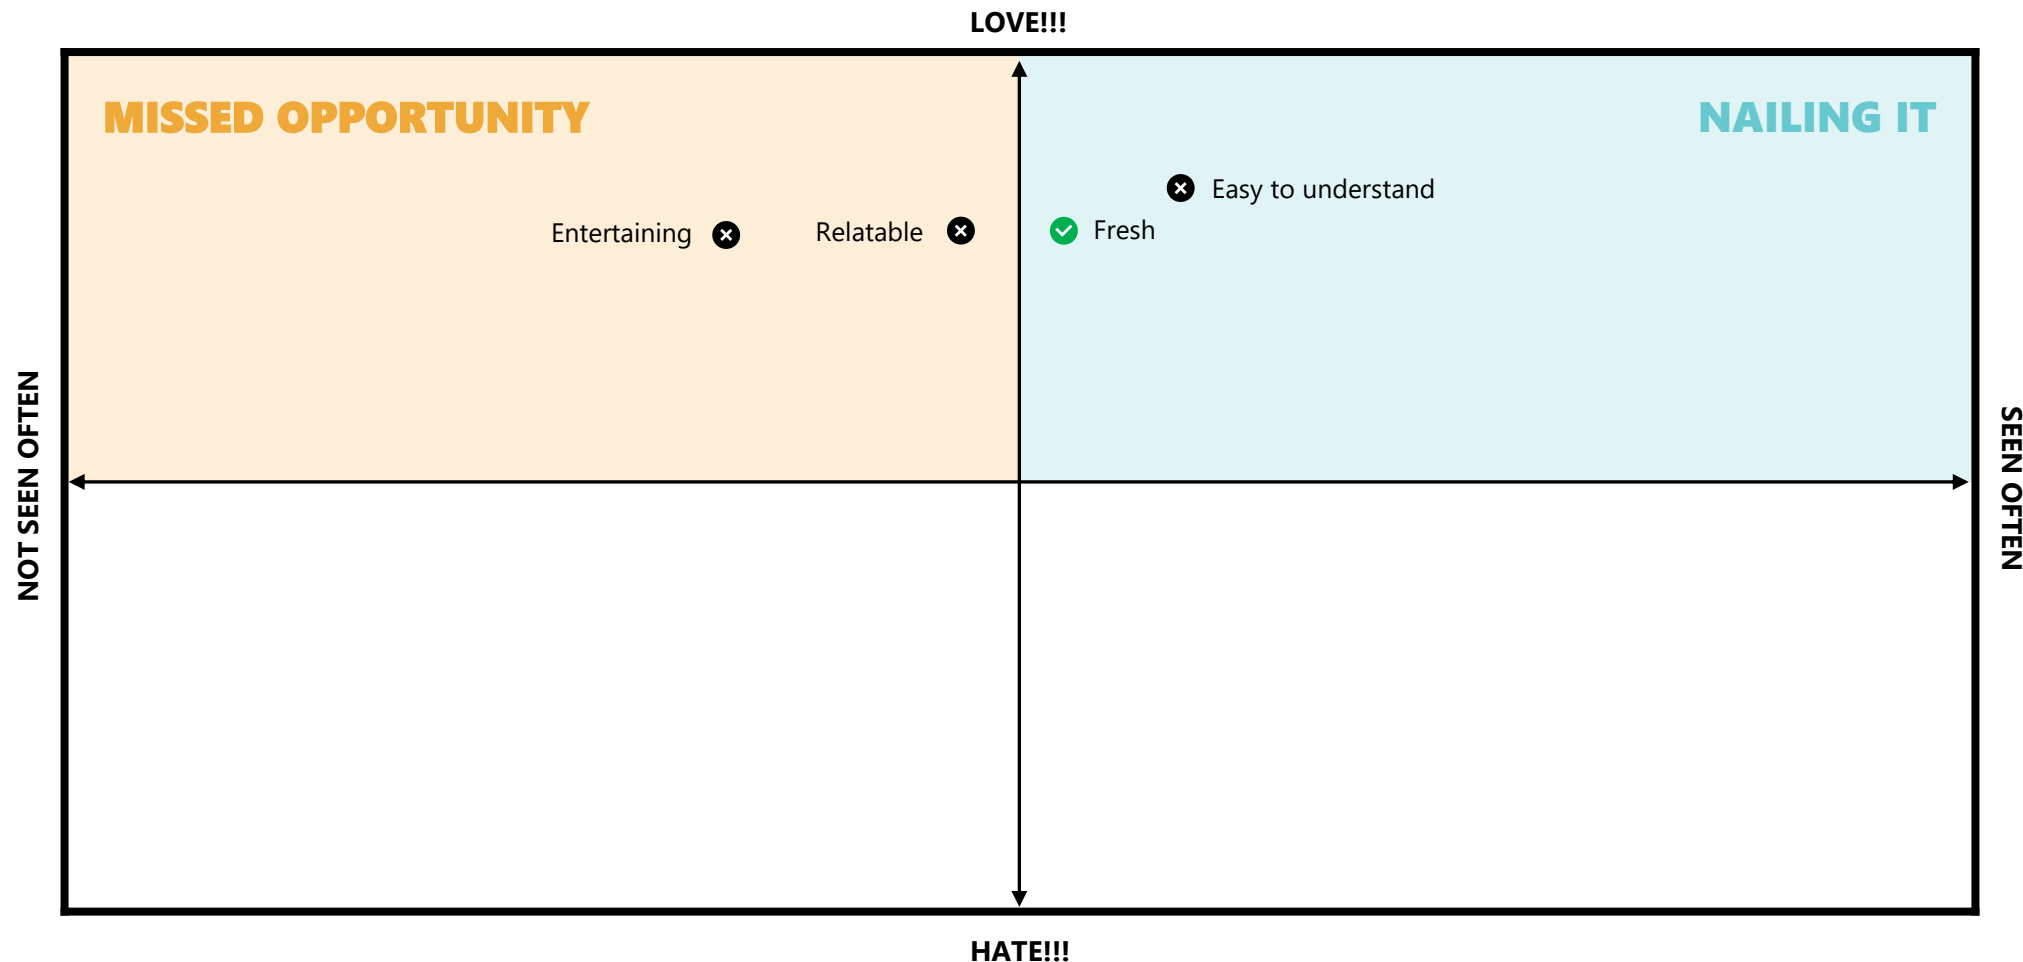 LOVE!!!
MISSED OPPORTUNITY
NAILING IT
Easy to understand
Entertaining
Relatable
Fresh
NOT SEEN OFTEN
SEEN OFTEN
HATE!!!